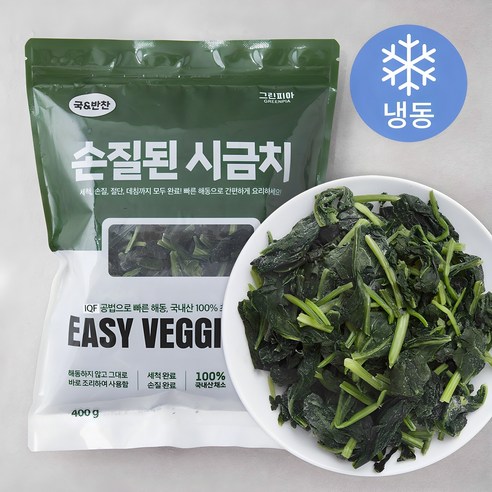 국&반찬
그린피아
GREENPIA
냉동
손질된 시금치
세척, 손질, 절단, 데침까지 모두 완료! 빠른 해동으로 간편하게 요리하세요!
IQF 공법으로 빠른 해동, 국내산 100%
EASY VEGGI
해동하지 않고 그대로
바로 조리하여 사용함
세척 완료
손질 완료
100%
국내산 채소
400 g